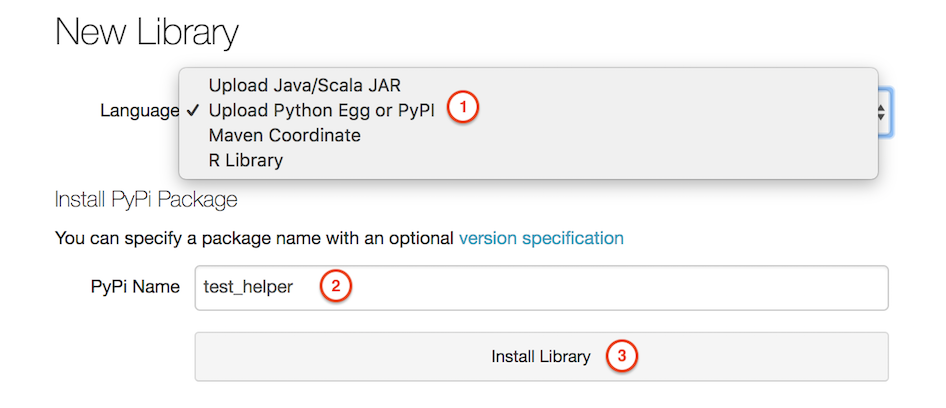 New Library
Upload Java/Scala JAR
Language ✓ Upload Python Egg or PyPI 1
Maven Coordinate
R Library
Install PyPi Package
You can specify a package name with an optional version specification
PyPi Name test_helper 2
Install Library 3